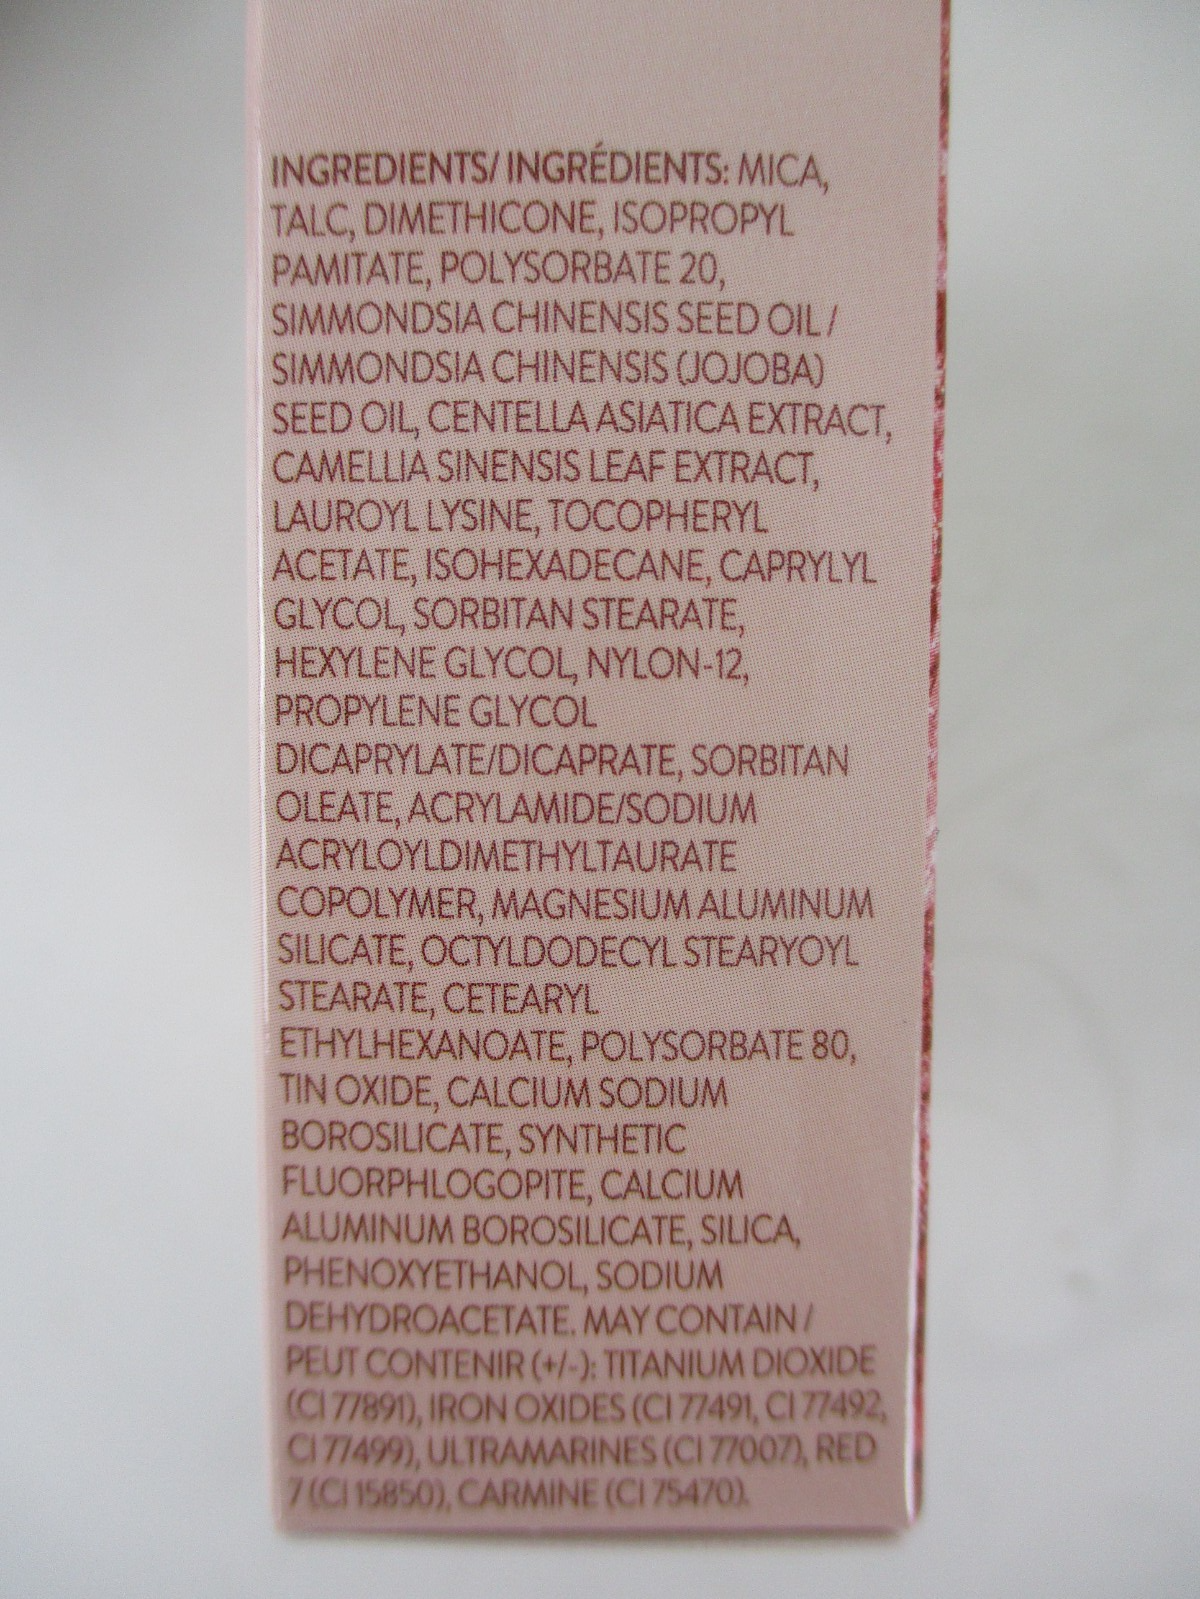 INGREDIENTS/ INGRÉDIENTS: MICA,
TALC, DIMETHICONE, ISOPROPYL
PAMITATE, POLYSORBATE 20,
SIMMONDSIA CHINENSIS SEED OIL /
SIMMONDSIA CHINENSIS (JOJOBA)
SEED OIL, CENTELLA ASIATICA EXTRACT,
CAMELLIA SINENSIS LEAF EXTRACT,
LAUROYL LYSINE, TOCOPHERYL
ACETATE, ISOHEXADECANE, CAPRYLYL
GLYCOL, SORBITAN STEARATE,
HEXYLENE GLYCOL, NYLON-12,
PROPYLENE GLYCOL
DICAPRYLATE/DICAPRATE, SORBITAN
OLEATE, ACRYLAMIDE/SODIUM
ACRYLOYLDIMETHYLTAURATE
COPOLYMER, MAGNESIUM ALUMINUM
SILICATE, OCTYLDODECYL STEARYOYL
STEARATE, CETEARYL
ETHYLHEXANOATE, POLYSORBATE 80,
TIN OXIDE, CALCIUM SODIUM
BOROSILICATE, SYNTHETIC
FLUORPHLOGOPITE, CALCIUM
ALUMINUM BOROSILICATE, SILICA,
PHENOXYETHANOL, SODIUM
DEHYDROACETATE. MAY CONTAIN /
PEUT CONTENIR (+/-): TITANIUM DIOXIDE
(CI 77891), IRON OXIDES (CI 77491, CI 77492,
CI 77499), ULTRAMARINES (CI 77007), RED
7 (CI 15850), CARMINE (CI 75470).